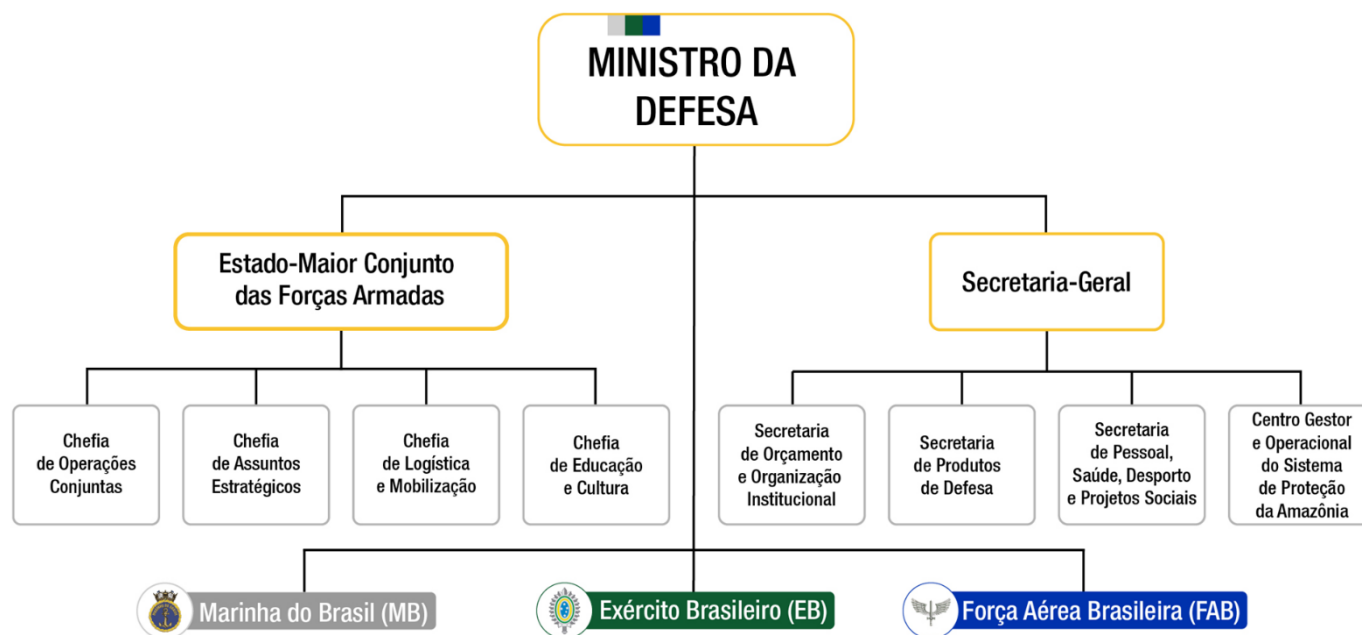 MINISTRO DA
DEFESA
Estado-Maior Conjunto
das Forças Armadas
Secretaria-Geral
Chefia
de Operações
Conjuntas
Chefia
de Assuntos
Estratégicos
Chefia
de Logística
e Mobilização
Chefia
de Educação
e Cultura
Secretaria
de Orçamento
e Organização
Institucional
Secretaria
de Produtos
de Defesa
Secretaria
de Pessoal,
Saúde, Desporto
e Projetos Sociais
Centro Gestor
e Operacional
do Sistema
de Proteção
da Amazônia
Marinha do Brasil (MB)
Exército Brasileiro (EB)
Força Aérea Brasileira (FAB)